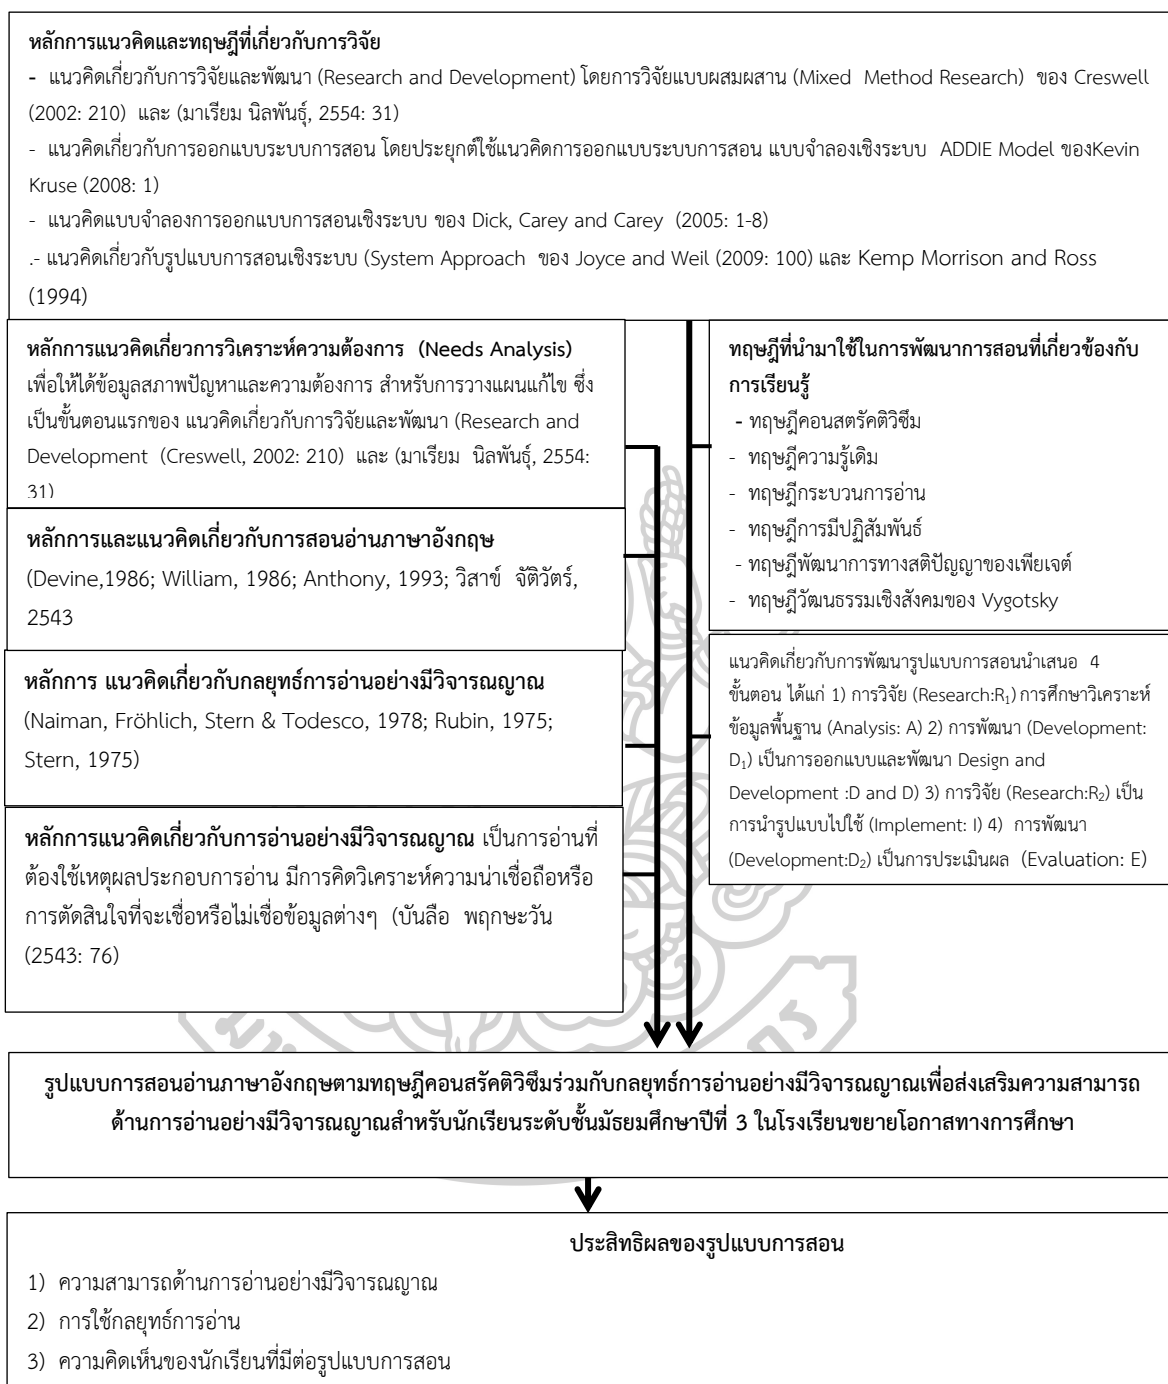 หลักการแนวคิดและทฤษฎีที่เกี่ยวกับการวิจัย
- แนวคิดเกี่ยวกับการวิจัยและพัฒนา (Research and Development) โดยการวิจัยแบบผสมผสาน (Mixed Method Research) ของ Creswell
(2002: 210) และ (มาเรียม นิลพันธุ์, 2554: 31)
- แนวคิดเกี่ยวกับการออกแบบระบบการสอน โดยประยุกต์ใช้แนวคิดการออกแบบระบบการสอน แบบจำลองเชิงระบบ ADDIE Model ของKevin
Kruse (2008: 1)
- แนวคิดแบบจำลองการออกแบบการสอนเชิงระบบ ของ Dick, Carey and Carey (2005: 1-8)
.- แนวคิดเกี่ยวกับรูปแบบการสอนเชิงระบบ (System Approach ของ Joyce and Weil (2009: 100) และ Kemp Morrison and Ross
(1994)
หลักการแนวคิดเกี่ยวการวิเคราะห์ความต้องการ (Needs Analysis)
เพื่อให้ได้ข้อมูลสภาพปัญหาและความต้องการ สำหรับการวางแผนแก้ไข ซึ่ง
เป็นขั้นตอนแรกของ แนวคิดเกี่ยวกับการวิจัยและพัฒนา (Research and
Development (Creswell, 2002: 210) และ (มาเรียม นิลพันธุ์, 2554:
31)
หลักการและแนวคิดเกี่ยวกับการสอนอ่านภาษาอังกฤษ
(Devine,1986; William, 1986; Anthony, 1993; วิสาข์ จัติวัตร์,
2543
หลักการ แนวคิดเกี่ยวกับกลยุทธ์การอ่านอย่างมีวิจารณญาณ
(Naiman, Fröhlich, Stern & Todesco, 1978; Rubin, 1975;
Stern, 1975)
หลักการแนวคิดเกี่ยวกับการอ่านอย่างมีวิจารณญาณ เป็นการอ่านที่
ต้องใช้เหตุผลประกอบการอ่าน มีการคิดวิเคราะห์ความน่าเชื่อถือหรือ
การตัดสินใจที่จะเชื่อหรือไม่เชื่อข้อมูลต่างๆ (บันลือ พฤกษะวัน
(2543: 76)
ทฤษฎีที่นำมาใช้ในการพัฒนาการสอนที่เกี่ยวข้องกับ
การเรียนรู้
- ทฤษฎีคอนสตรัคติวิซึม
- ทฤษฎีความรู้เดิม
- ทฤษฎีกระบวนการอ่าน
- ทฤษฎีการมีปฏิสัมพันธ์
- ทฤษฎีพัฒนาการทางสติปัญญาของเพียเจต์
- ทฤษฎีวัฒนธรรมเชิงสังคมของ Vygotsky
แนวคิดเกี่ยวกับการพัฒนารูปแบบการสอนนำเสนอ 4
ขั้นตอน ได้แก่ 1) การวิจัย (Research:R₁) การศึกษาวิเคราะห์
ข้อมูลพื้นฐาน (Analysis: A) 2) การพัฒนา (Development:
D₁) เป็นการออกแบบและพัฒนา Design and
Development :D and D) 3) การวิจัย (Research:R₂) เป็น
การนำรูปแบบไปใช้ (Implement: I) 4) การพัฒนา
(Development:D₂) เป็นการประเมินผล (Evaluation: E)
รูปแบบการสอนอ่านภาษาอังกฤษตามทฤษฎีคอนสรัคติวิซึมร่วมกับกลยุทธ์การอ่านอย่างมีวิจารณญาณเพื่อส่งเสริมความสามารถ
ด้านการอ่านอย่างมีวิจารณญาณสำหรับนักเรียนระดับชั้นมัธยมศึกษาปีที่ 3 ในโรงเรียนขยายโอกาสทางการศึกษา
ประสิทธิผลของรูปแบบการสอน
1) ความสามารถด้านการอ่านอย่างมีวิจารณญาณ
2) การใช้กลยุทธ์การอ่าน
3) ความคิดเห็นของนักเรียนที่มีต่อรูปแบบการสอน